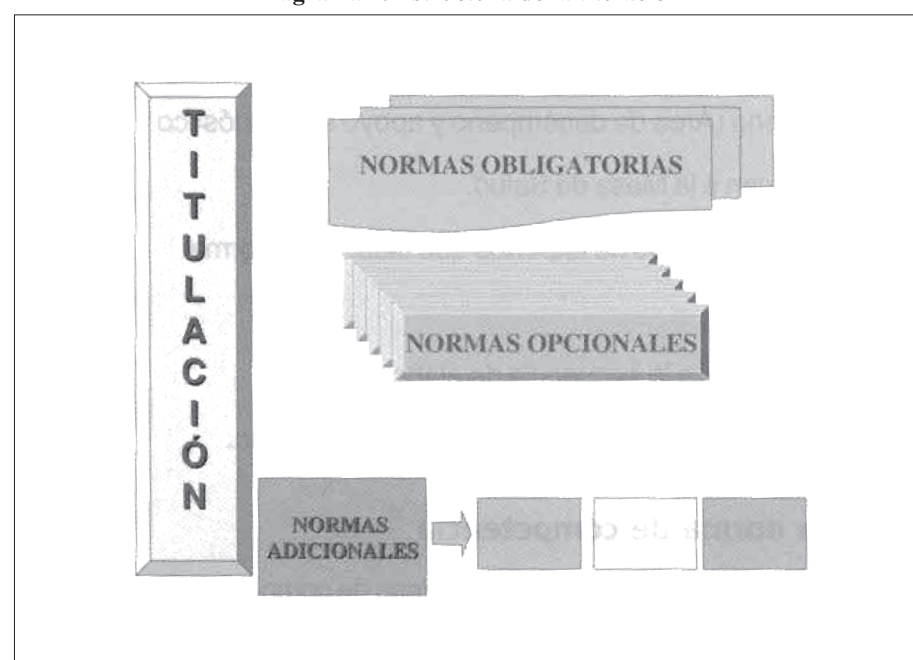 TITULACIÓN
NORMAS OBLIGATORIAS
NORMAS OPCIONALES
NORMAS
ADICIONALES